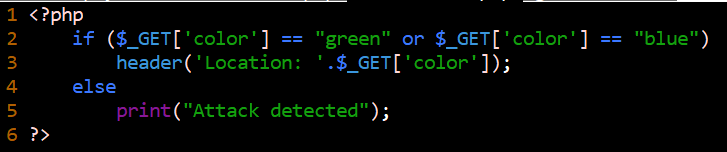 1 <?php
2     if ($_GET['color'] == "green" or $_GET['color'] == "blue")
3         header('Location: '.$_GET['color']);
4     else
5         print("Attack detected");
6 ?>